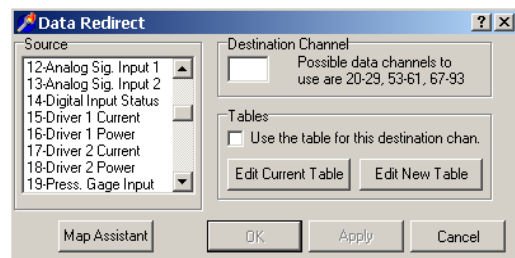 Data Redirect
Source
12-Analog Sig. Input 1
13-Analog Sig. Input 2
14-Digital Input Status
15-Driver 1 Current
16-Driver 1 Power
17-Driver 2 Current
18-Driver 2 Power
19-Press. Gage Input
Destination Channel
Possible data channels to
use are 20-29, 53-61, 67-93
Tables
Use the table for this destination chan.
Edit Current Table
Edit New Table
Map Assistant
OK
Apply
Cancel